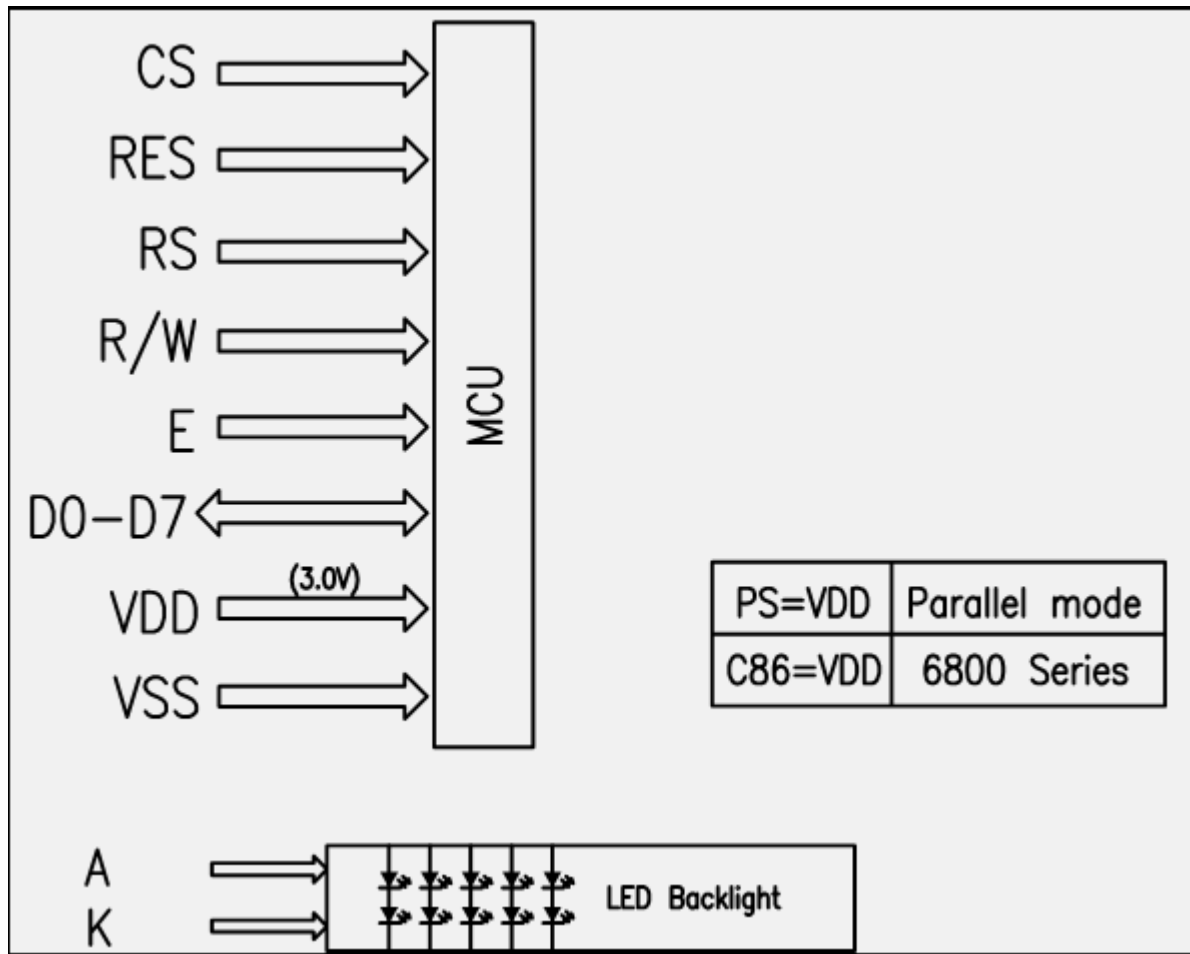 CS
RES
RS
R/W
E
MCU
D0-D7
(3.0V)
VDD
VSS
PS=VDD Parallel mode
C86=VDD 6800 Series
A
K
LED Backlight